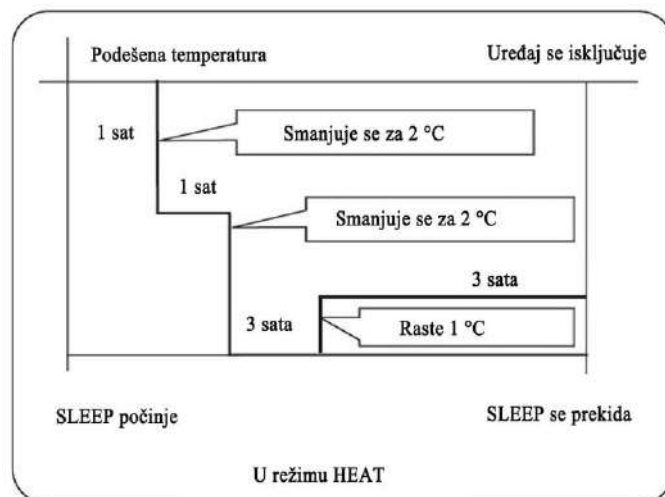 Podešena temperatura
Uređaj se isključuje
1 sat
Smanjuje se za 2 °C
1 sat
Smanjuje se za 2 °C
3 sata
3 sata
Raste 1 °C
SLEEP počinje
SLEEP se prekida
U režimu HEAT